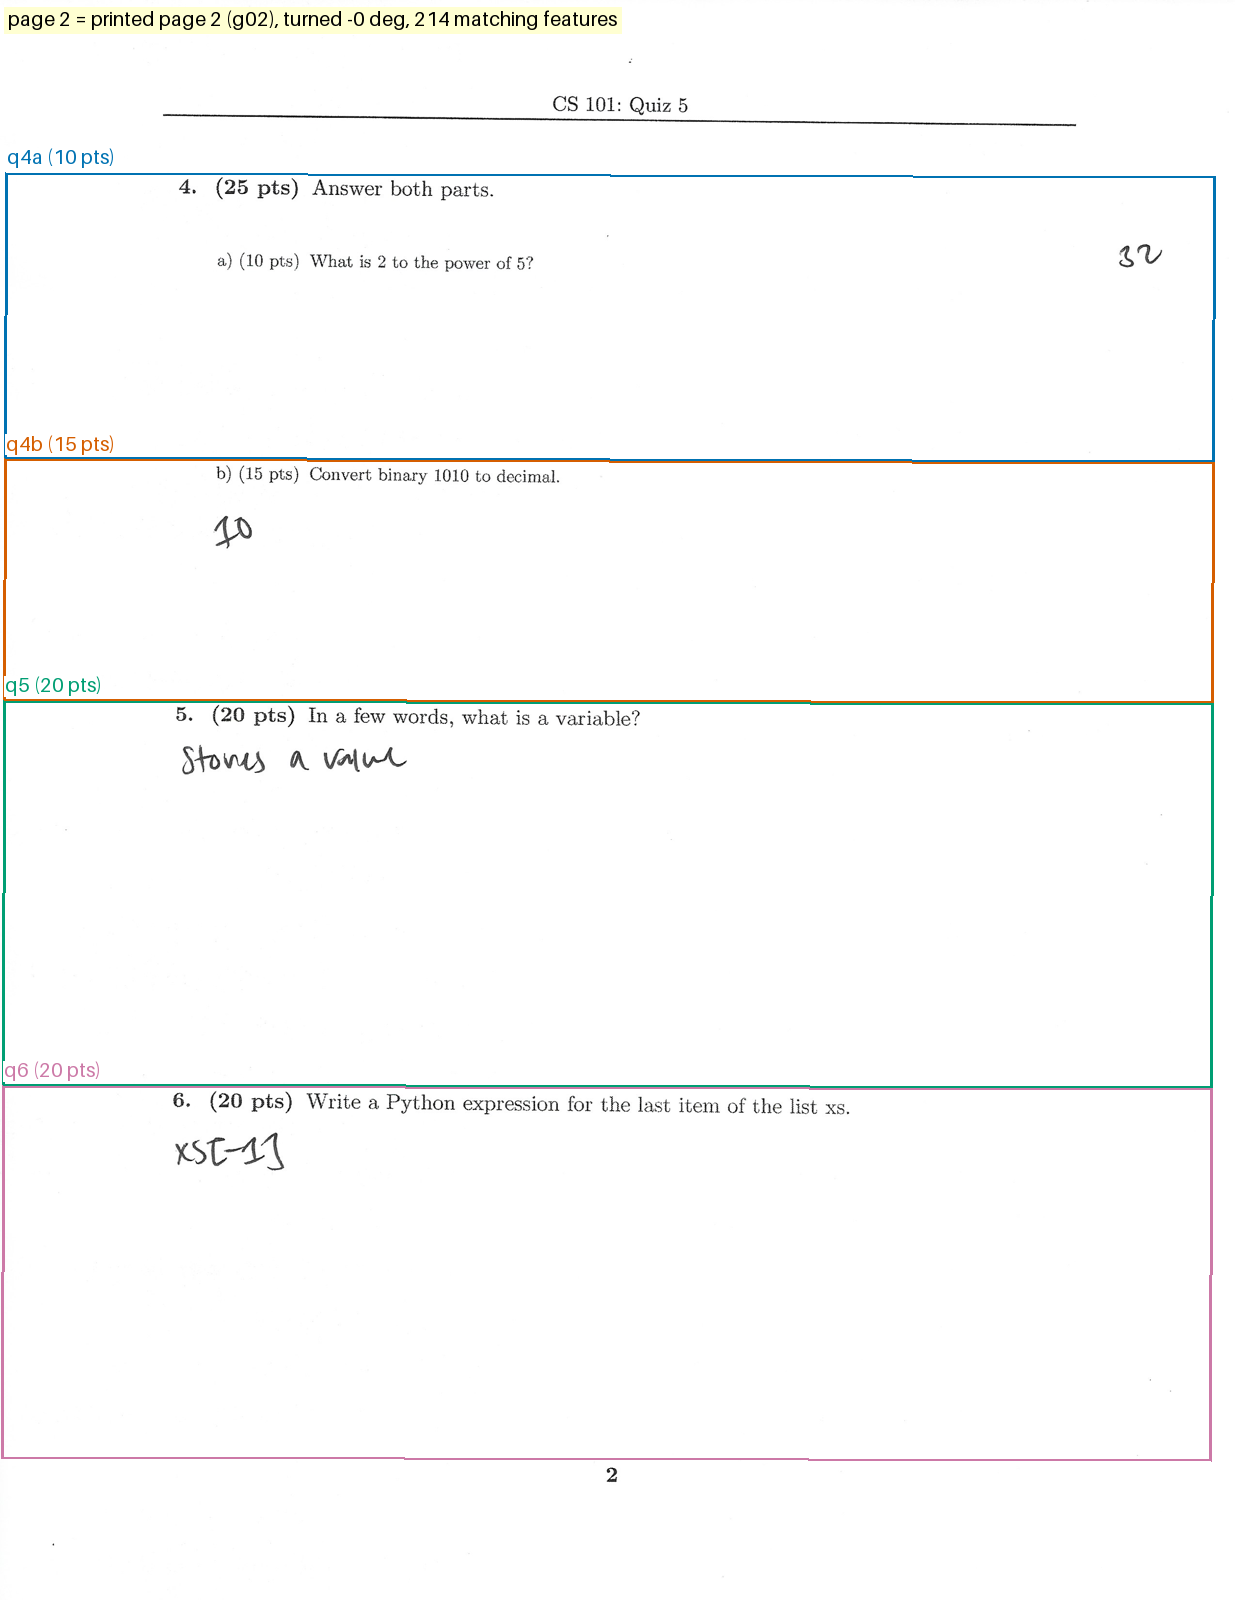 page 2 = printed page 2 (g02), turned -0 deg, 214 matching features
CS 101: Quiz 5
q4a (10 pts)
4. (25 pts) Answer both parts.
a) (10 pts) What is 2 to the power of 5?
32
q4b (15 pts)
b) (15 pts) Convert binary 1010 to decimal.
10
q5 (20 pts)
5. (20 pts) In a few words, what is a variable?
Stores a value
q6 (20 pts)
6. (20 pts) Write a Python expression for the last item of the list xs.
xs[-1]
2